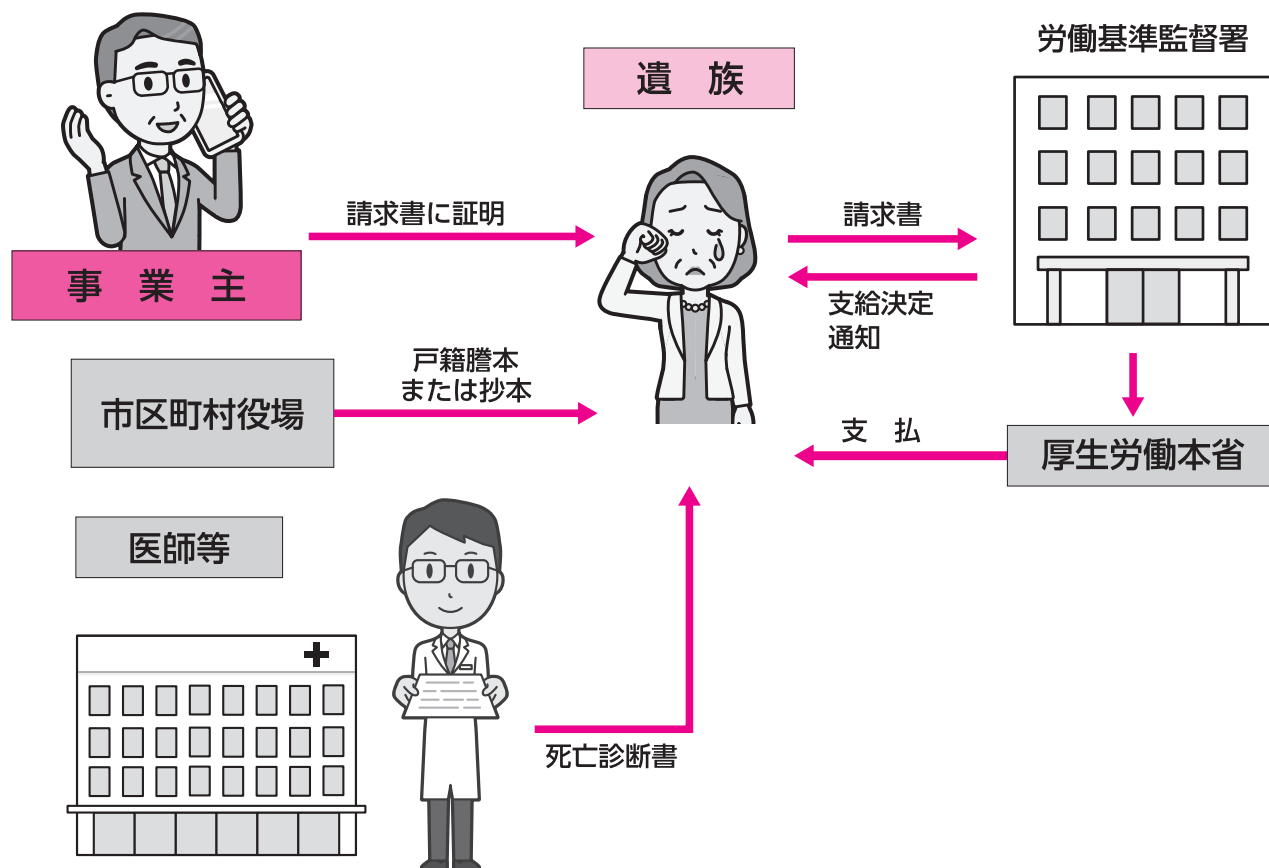 労働基準監督署
遺　族
請求書に証明
請求書
事　業　主
支給決定
通知
戸籍謄本
または抄本
市区町村役場
支　払
厚生労働本省
医師等
死亡診断書